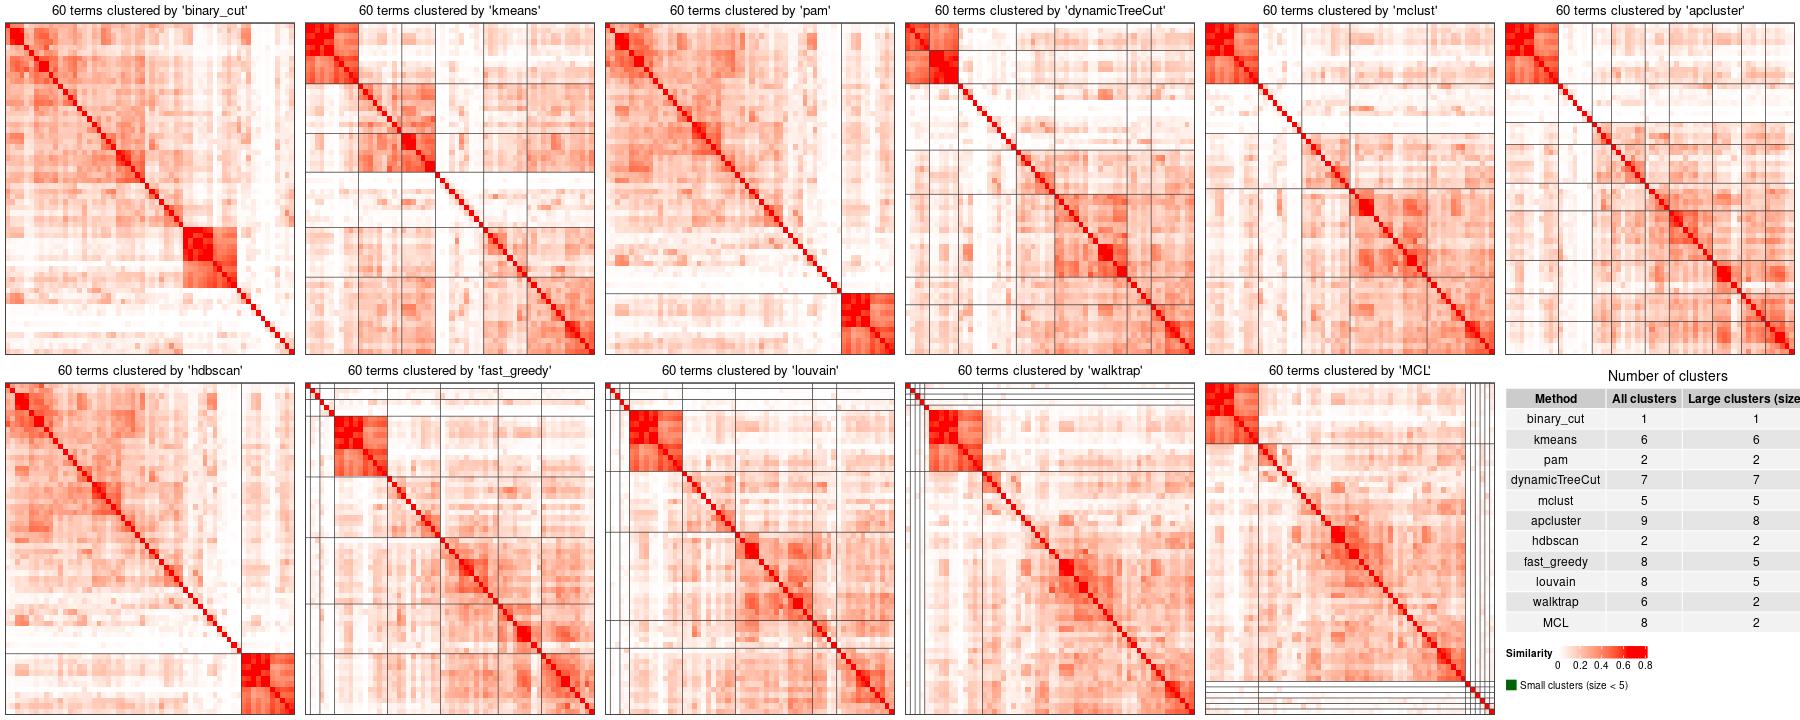 60 terms clustered by 'binary_cut'
60 terms clustered by 'kmeans'
60 terms clustered by 'pam'
60 terms clustered by 'dynamicTreeCut'
60 terms clustered by 'mclust'
60 terms clustered by 'apcluster'
60 terms clustered by 'hdbscan'
60 terms clustered by 'fast_greedy'
60 terms clustered by 'louvain'
60 terms clustered by 'walktrap'
60 terms clustered by 'MCL'
Number of clusters
Method All clusters Large clusters (size
binary_cut 1 1
kmeans 6 6
pam 2 2
dynamicTreeCut 7 7
mclust 5 5
apcluster 9 8
hdbscan 2 2
fast_greedy 8 5
louvain 8 5
walktrap 6 2
MCL 8 2
Similarity
0 0.2 0.4 0.6 0.8
Small clusters (size < 5)